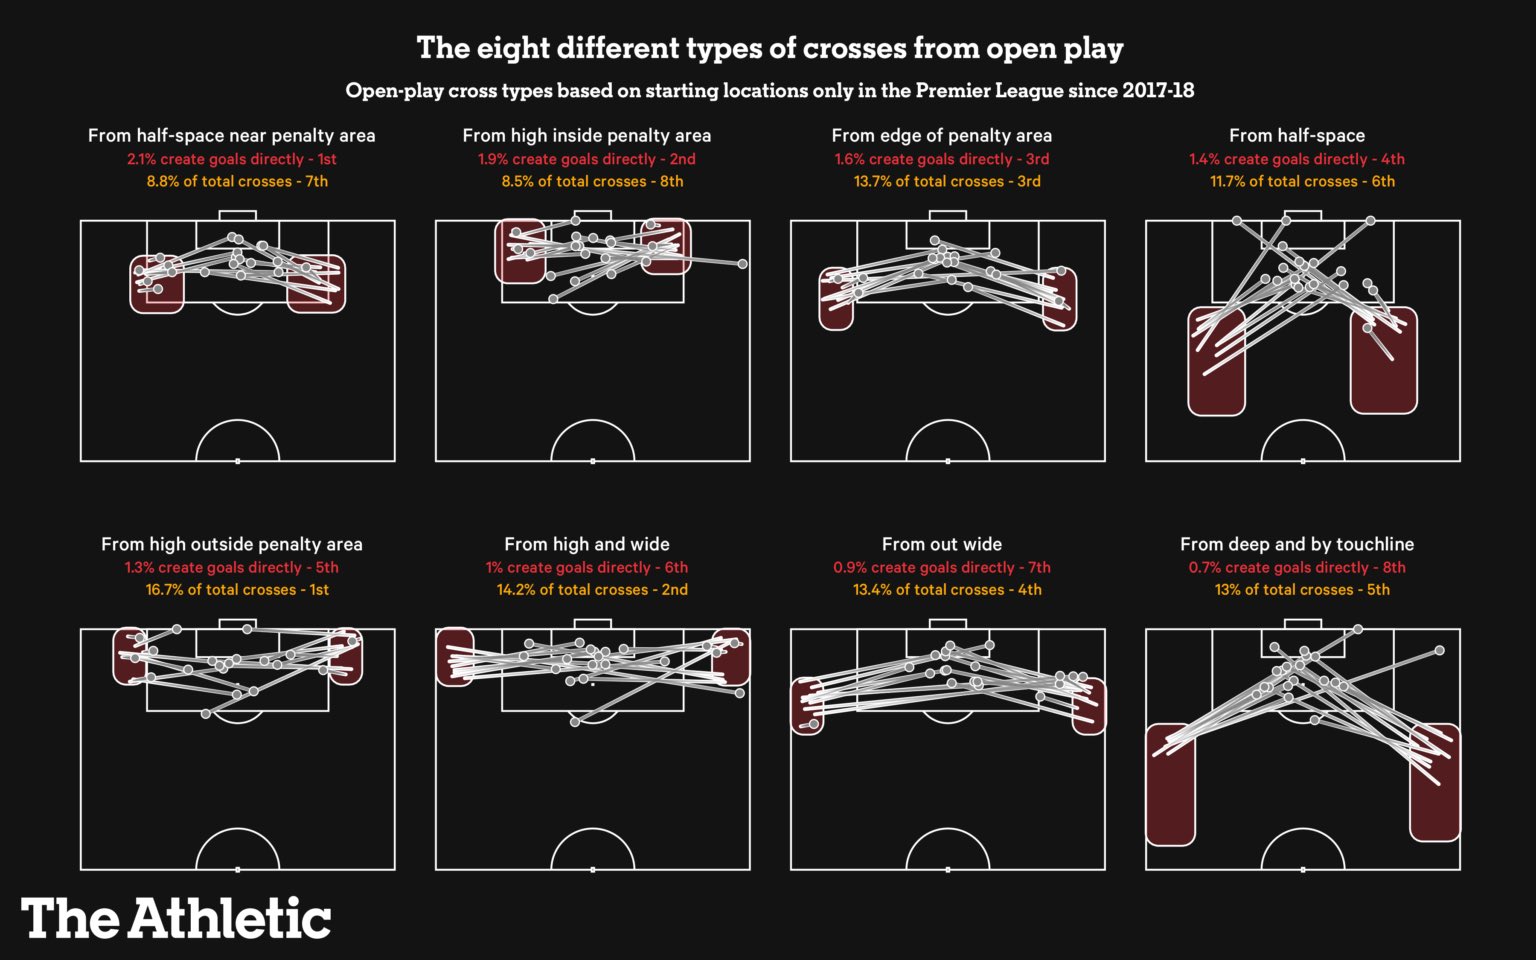 The eight different types of crosses from open play
Open-play cross types based on starting locations only in the Premier League since 2017-18
From half-space near penalty area
2.1% create goals directly - 1st
8.8% of total crosses - 7th
From high inside penalty area
1.9% create goals directly - 2nd
8.5% of total crosses - 8th
From edge of penalty area
1.6% create goals directly - 3rd
13.7% of total crosses - 3rd
From half-space
1.4% create goals directly - 4th
11.7% of total crosses - 6th
From high outside penalty area
1.3% create goals directly - 5th
16.7% of total crosses - 1st
From high and wide
1% create goals directly - 6th
14.2% of total crosses - 2nd
From out wide
0.9% create goals directly - 7th
13.4% of total crosses - 4th
From deep and by touchline
0.7% create goals directly - 8th
13% of total crosses - 5th
The Athletic